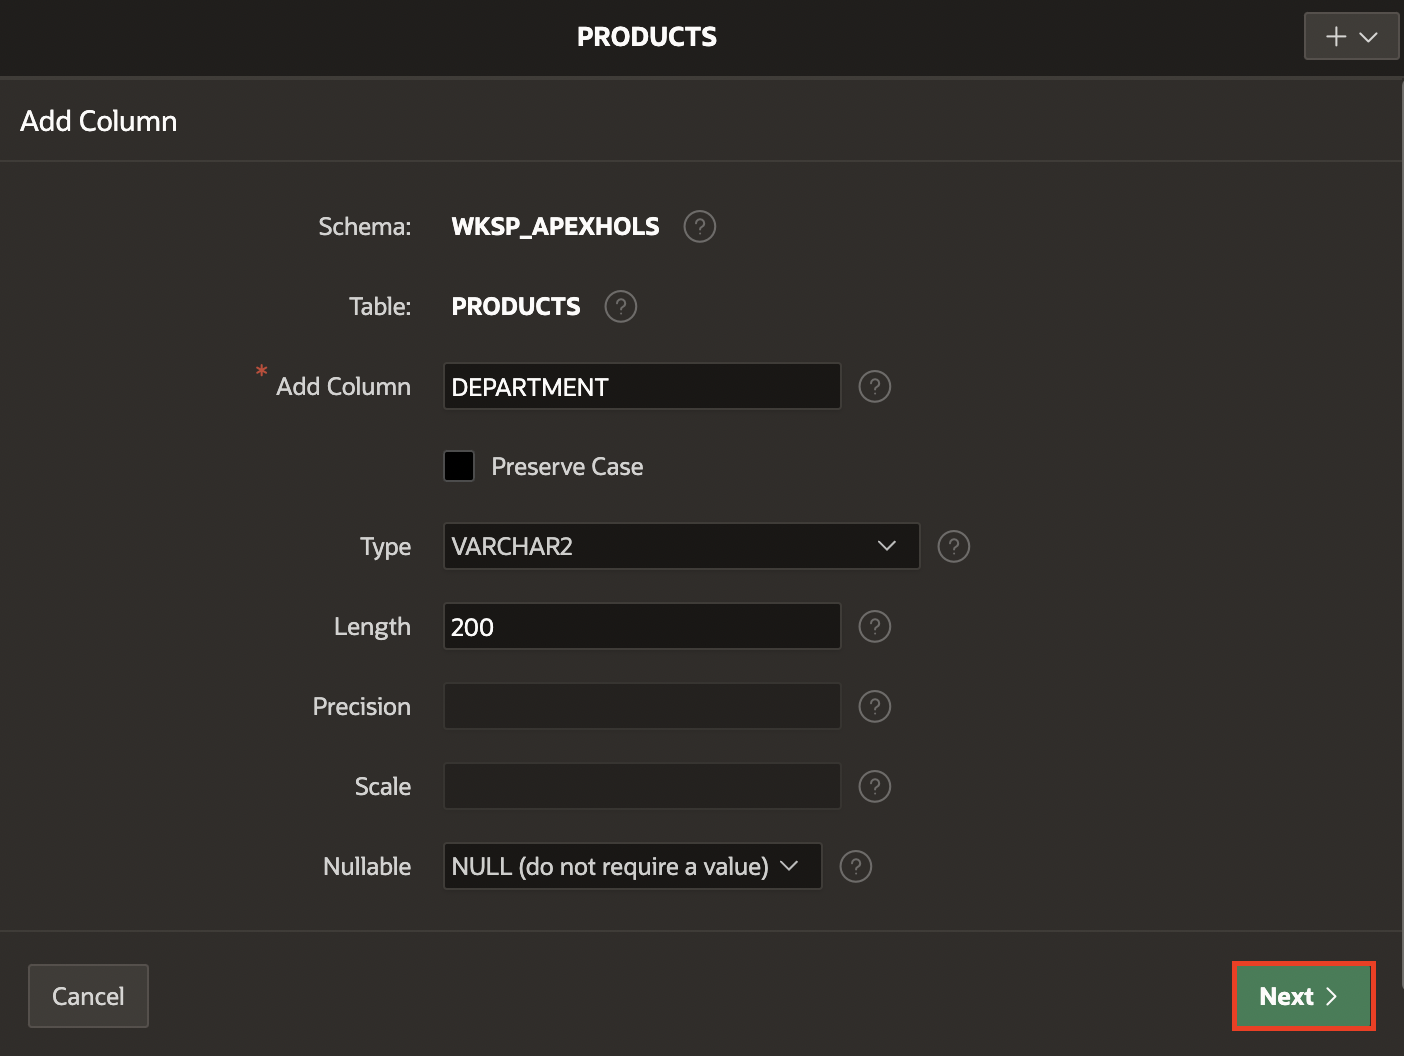 PRODUCTS
Add Column
Schema: WKSP_APEXHOLS ?
Table: PRODUCTS ?
* Add Column DEPARTMENT ?
Preserve Case
Type VARCHAR2 ?
Length 200 ?
Precision ?
Scale ?
Nullable NULL (do not require a value) ?
Cancel Next